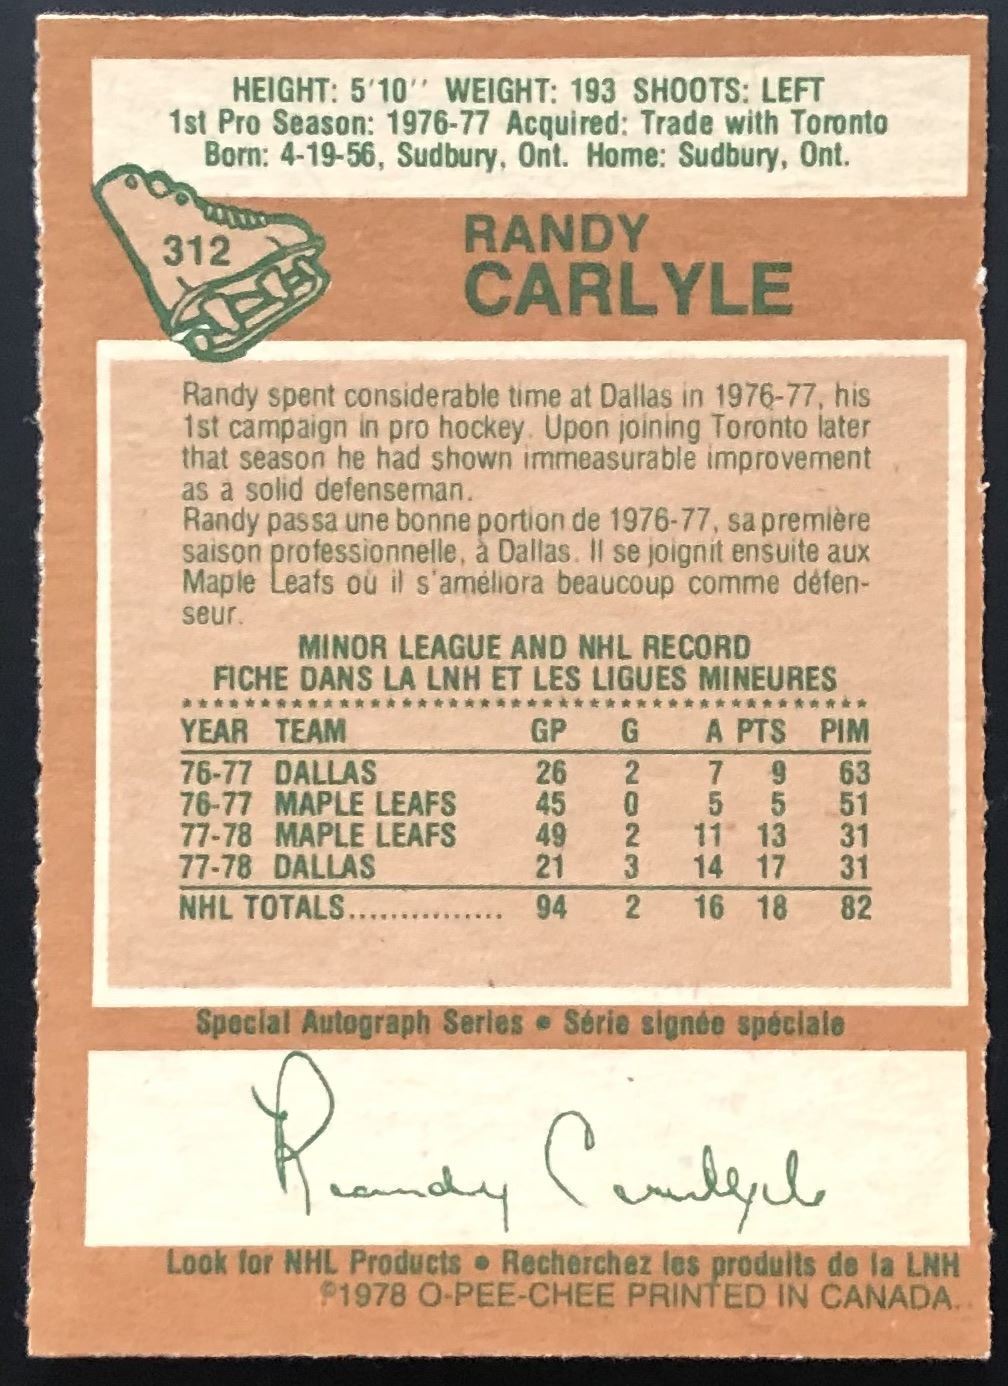 HEIGHT: 5'10'' WEIGHT: 193 SHOOTS: LEFT
1st Pro Season: 1976-77 Acquired: Trade with Toronto
Born: 4-19-56, Sudbury, Ont. Home: Sudbury, Ont.
312
RANDY
CARLYLE
Randy spent considerable time at Dallas in 1976-77, his
1st campaign in pro hockey. Upon joining Toronto later
that season he had shown immeasurable improvement
as a solid defenseman.
Randy passa une bonne portion de 1976-77, sa première
saison professionnelle, à Dallas. Il se joignit ensuite aux
Maple Leafs où il s'améliora beaucoup comme défen-
seur.
MINOR LEAGUE AND NHL RECORD
FICHE DANS LA LNH ET LES LIGUES MINEURES
YEAR TEAM GP G A PTS PIM
76-77 DALLAS 26 2 7 9 63
76-77 MAPLE LEAFS 45 0 5 5 51
77-78 MAPLE LEAFS 49 2 11 13 31
77-78 DALLAS 21 3 14 17 31
NHL TOTALS............... 94 2 16 18 82
Special Autograph Series • Série signée spéciale
Randy Carlyle
Look for NHL Products • Recherchez les produits de la LNH
©1978 O-PEE-CHEE PRINTED IN CANADA.